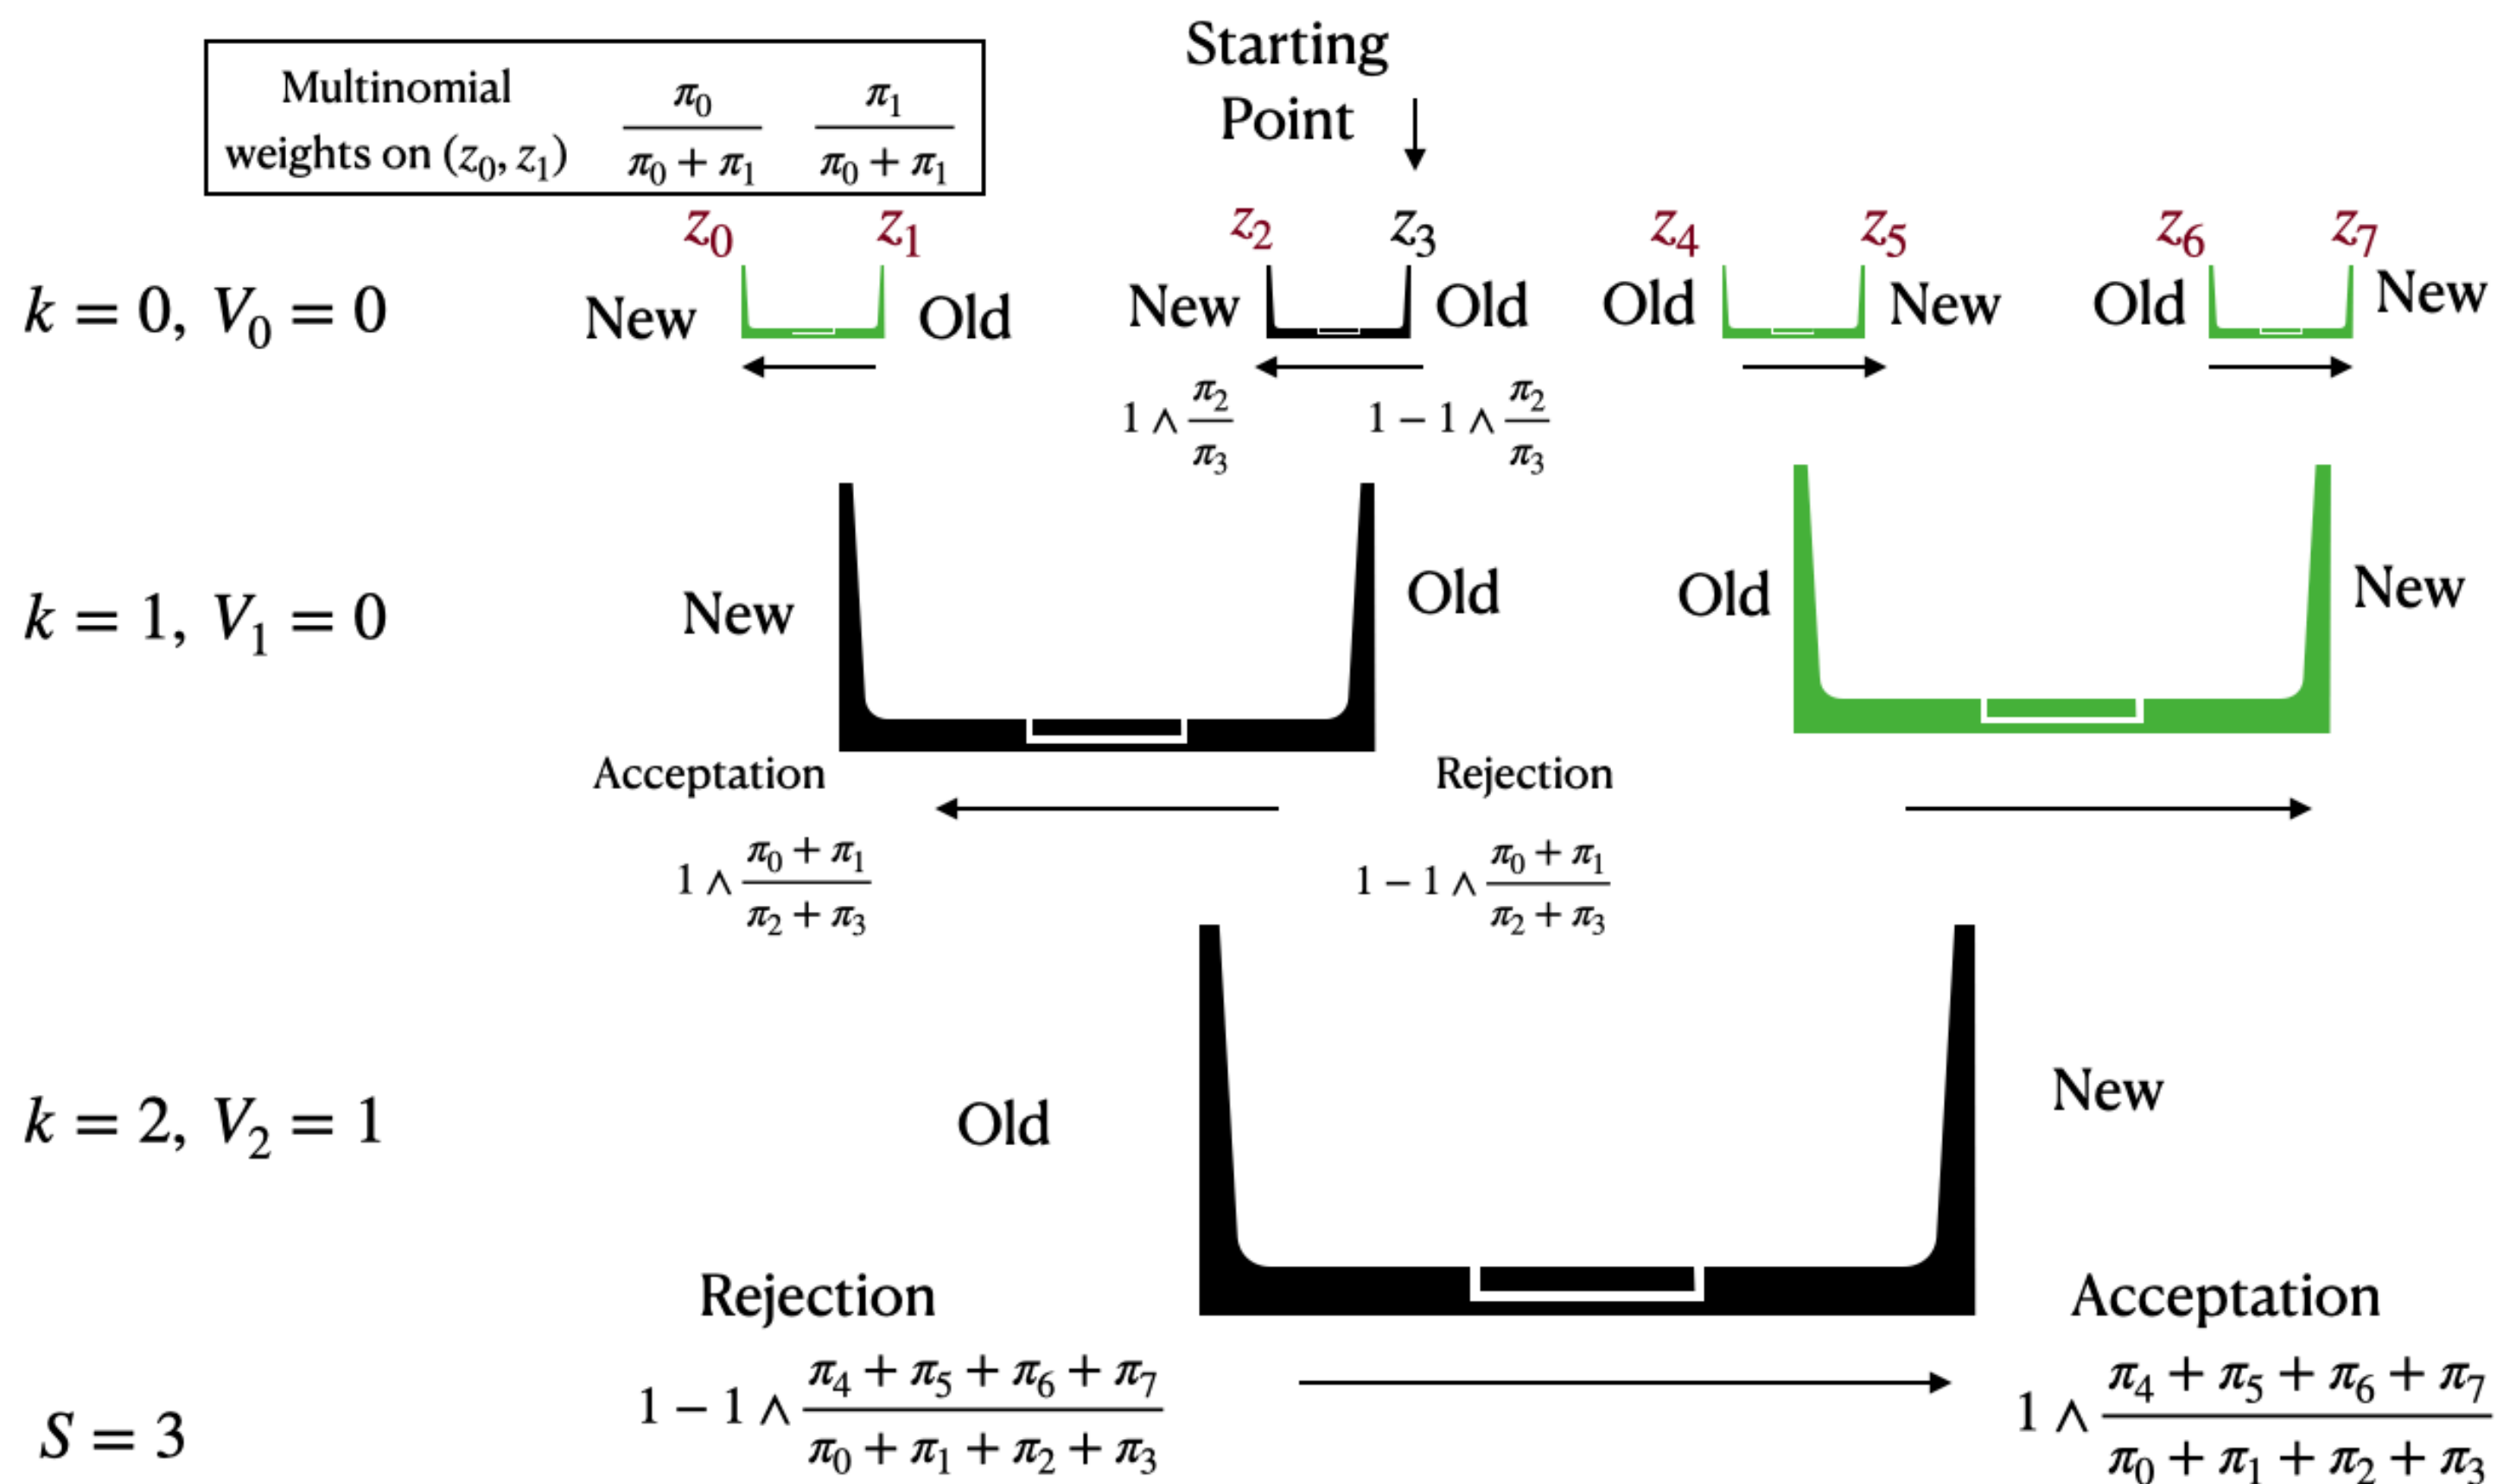 Multinomial
weights on (z₀, z₁)
π₀ / (π₀ + π₁)
π₁ / (π₀ + π₁)
Starting
Point
z₀ z₁ z₂ z₃ z₄ z₅ z₆ z₇
k = 0, V₀ = 0
New Old New Old Old New Old New
1 ∧ π₂ / π₃
1 − 1 ∧ π₂ / π₃
k = 1, V₁ = 0
New Old Old New
Acceptation
Rejection
1 ∧ (π₀ + π₁) / (π₂ + π₃)
1 − 1 ∧ (π₀ + π₁) / (π₂ + π₃)
k = 2, V₂ = 1
Old New
Rejection
Acceptation
S = 3
1 − 1 ∧ (π₄ + π₅ + π₆ + π₇) / (π₀ + π₁ + π₂ + π₃)
1 ∧ (π₄ + π₅ + π₆ + π₇) / (π₀ + π₁ + π₂ + π₃)